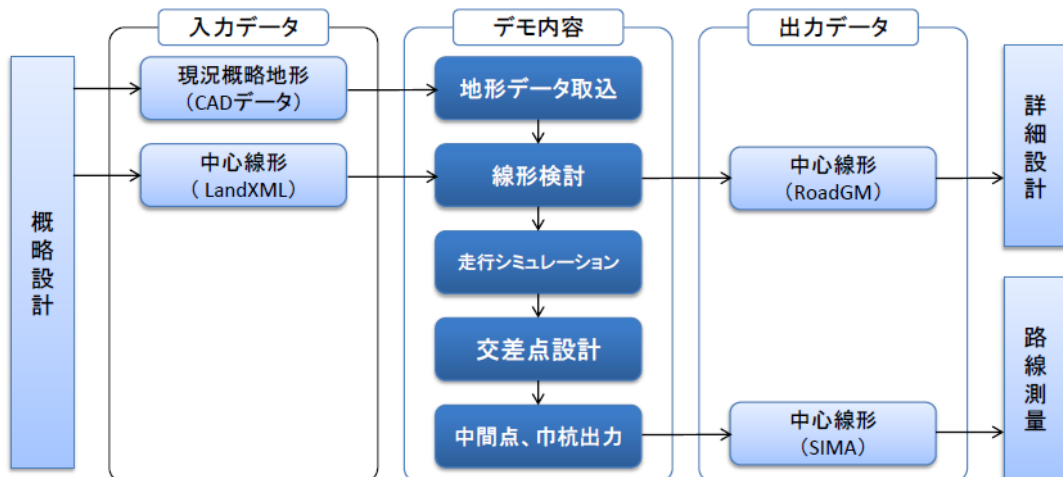 入力データ
デモ内容
出力データ
概略設計
現況概略地形
（CADデータ）
中心線形
（ LandXML）
地形データ取込
線形検討
走行シミュレーション
交差点設計
中間点、巾杭出力
中心線形
（RoadGM）
中心線形
（SIMA）
詳細設計
路線測量